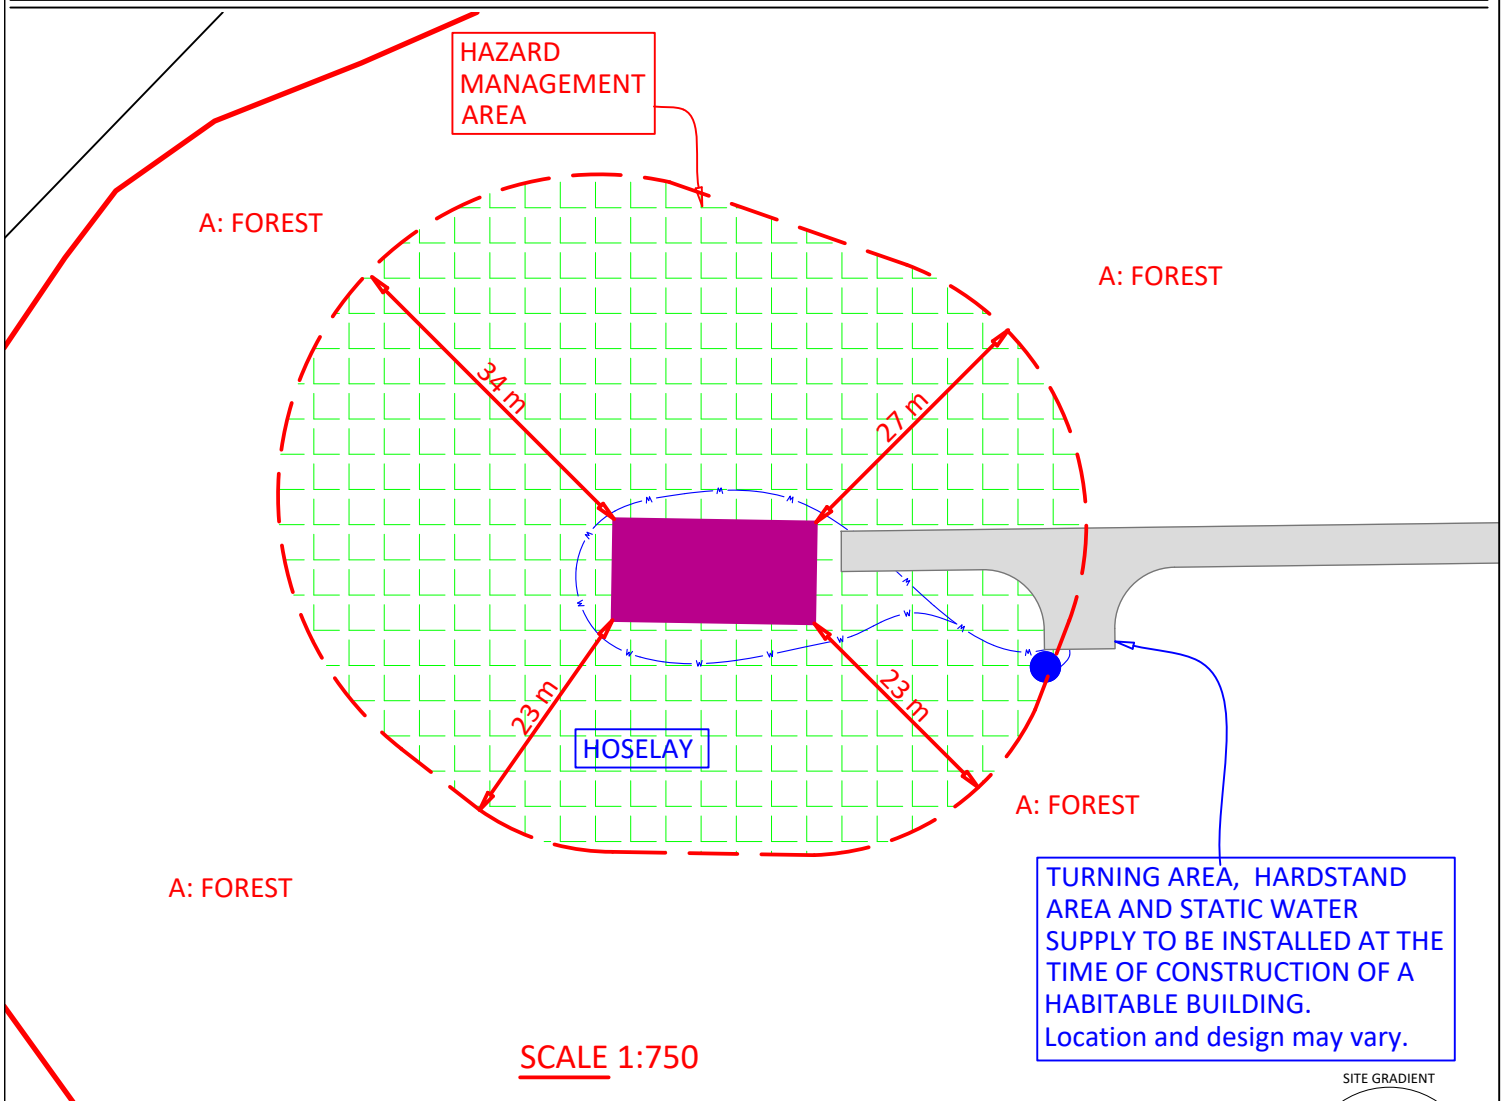 HAZARD
MANAGEMENT
AREA
A: FOREST
A: FOREST
34 m
27 m
W
W
W
W
W
W
W
W
W
W
W
W
W
23 m
23 m
HOSELAY
A: FOREST
A: FOREST
TURNING AREA, HARDSTAND
AREA AND STATIC WATER
SUPPLY TO BE INSTALLED AT THE
TIME OF CONSTRUCTION OF A
HABITABLE BUILDING.
Location and design may vary.
SCALE 1:750
SITE GRADIENT